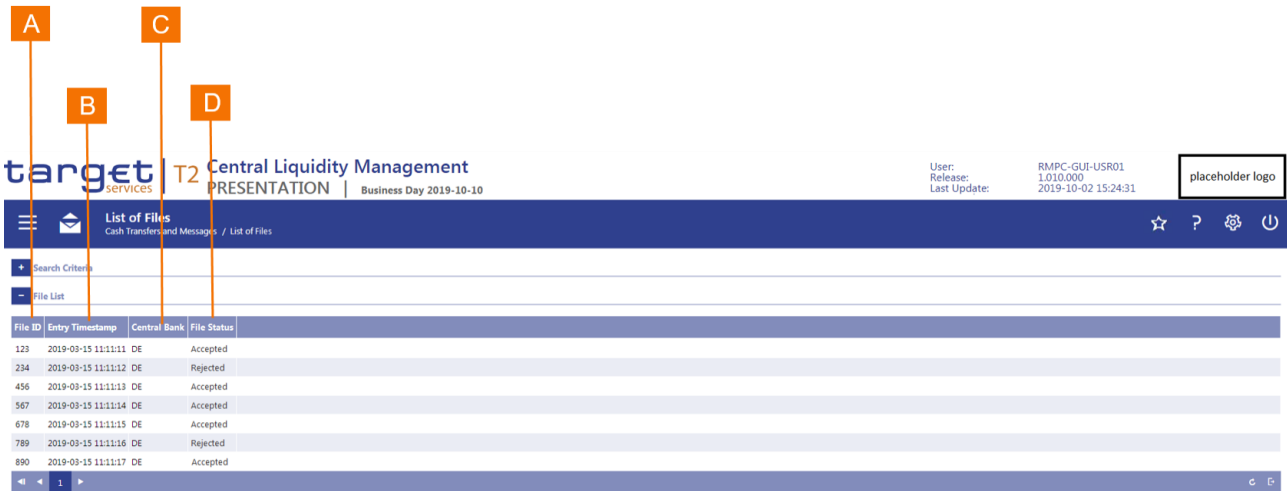 A
C
B
D
target services T2 Central Liquidity Management
PRESENTATION | Business Day 2019-10-10
User: RMPC-GUI-USR01
Release: 1.010.000
Last Update: 2019-10-02 15:24:31
placeholder logo
List of Files
Cash Transfers and Messages / List of Files
?
+ Search Criteria
− File List
File ID Entry Timestamp Central Bank File Status
123 2019-03-15 11:11:11 DE Accepted
234 2019-03-15 11:11:12 DE Rejected
456 2019-03-15 11:11:13 DE Accepted
567 2019-03-15 11:11:14 DE Accepted
678 2019-03-15 11:11:15 DE Accepted
789 2019-03-15 11:11:16 DE Rejected
890 2019-03-15 11:11:17 DE Accepted
1